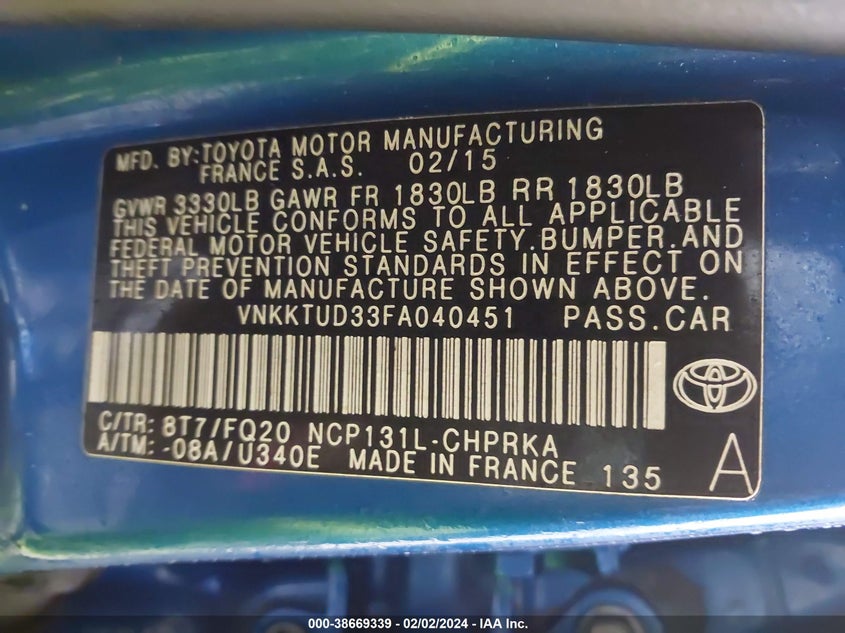 MFD. BY:TOYOTA MOTOR MANUFACTURING
FRANCE S.A.S. 02/15
GVWR 3330LB GAWR FR 1830LB RR 1830LB
THIS VEHICLE CONFORMS TO ALL APPLICABLE
FEDERAL MOTOR VEHICLE SAFETY.BUMPER.AND
THEFT PREVENTION STANDARDS IN EFFECT ON
THE DATE OF MANUFACTURE SHOWN ABOVE.
VNKKTUD33FA040451 PASS.CAR
C/TR: 8T7/FQ20 NCP131L-CHPRKA
A/TM: -08A/U340E MADE IN FRANCE 135
A
000-38669339 - 02/02/2024 - IAAI Inc.